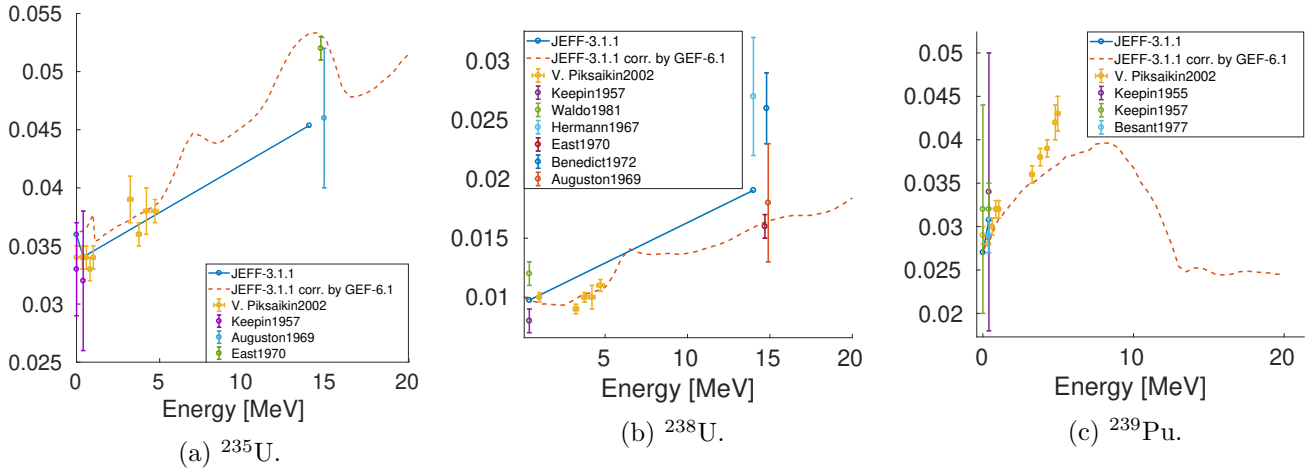 0.055
0.05
0.045
0.04
0.035
0.03
0.025
0
5
10
15
20
Energy [MeV]
JEFF-3.1.1
JEFF-3.1.1 corr. by GEF-6.1
V. Piksaikin2002
Keepin1957
Auguston1969
East1970
(a) ²³⁵U.
0.03
0.025
0.02
0.015
0.01
5
10
15
20
Energy [MeV]
JEFF-3.1.1
JEFF-3.1.1 corr. by GEF-6.1
V. Piksaikin2002
Keepin1957
Waldo1981
Hermann1967
East1970
Benedict1972
Auguston1969
(b) ²³⁸U.
0.05
0.045
0.04
0.035
0.03
0.025
0.02
0
10
20
Energy [MeV]
JEFF-3.1.1
JEFF-3.1.1 corr. by GEF-6.1
V. Piksaikin2002
Keepin1955
Keepin1957
Besant1977
(c) ²³⁹Pu.